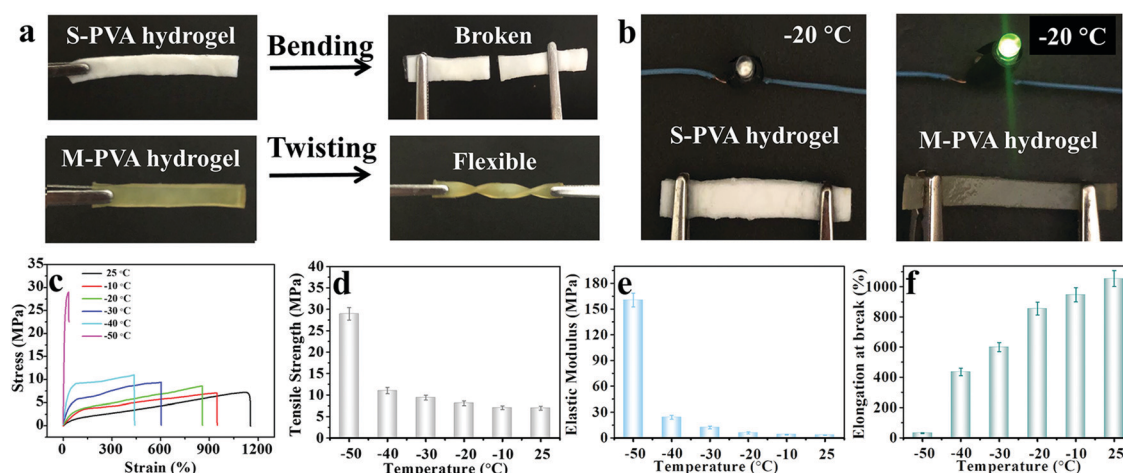 a
S-PVA hydrogel
Bending
Broken
M-PVA hydrogel
Twisting
Flexible
b
-20 °C
S-PVA hydrogel
-20 °C
M-PVA hydrogel
c
Stress (MPa)
35
30
25
20
15
10
5
0
25 °C
-10 °C
-20 °C
-30 °C
-40 °C
-50 °C
0 300 600 900 1200
Strain (%)
d
Tensile Strength (MPa)
40
35
30
25
20
15
10
5
0
-50 -40 -30 -20 -10 25
Temperature (°C)
e
Elastic Modulus (MPa)
180
150
120
90
60
30
0
-50 -40 -30 -20 -10 25
Temperature (°C)
f
Elongation at break (%)
1000
800
600
400
200
0
-50 -40 -30 -20 -10 25
Temperature (°C)